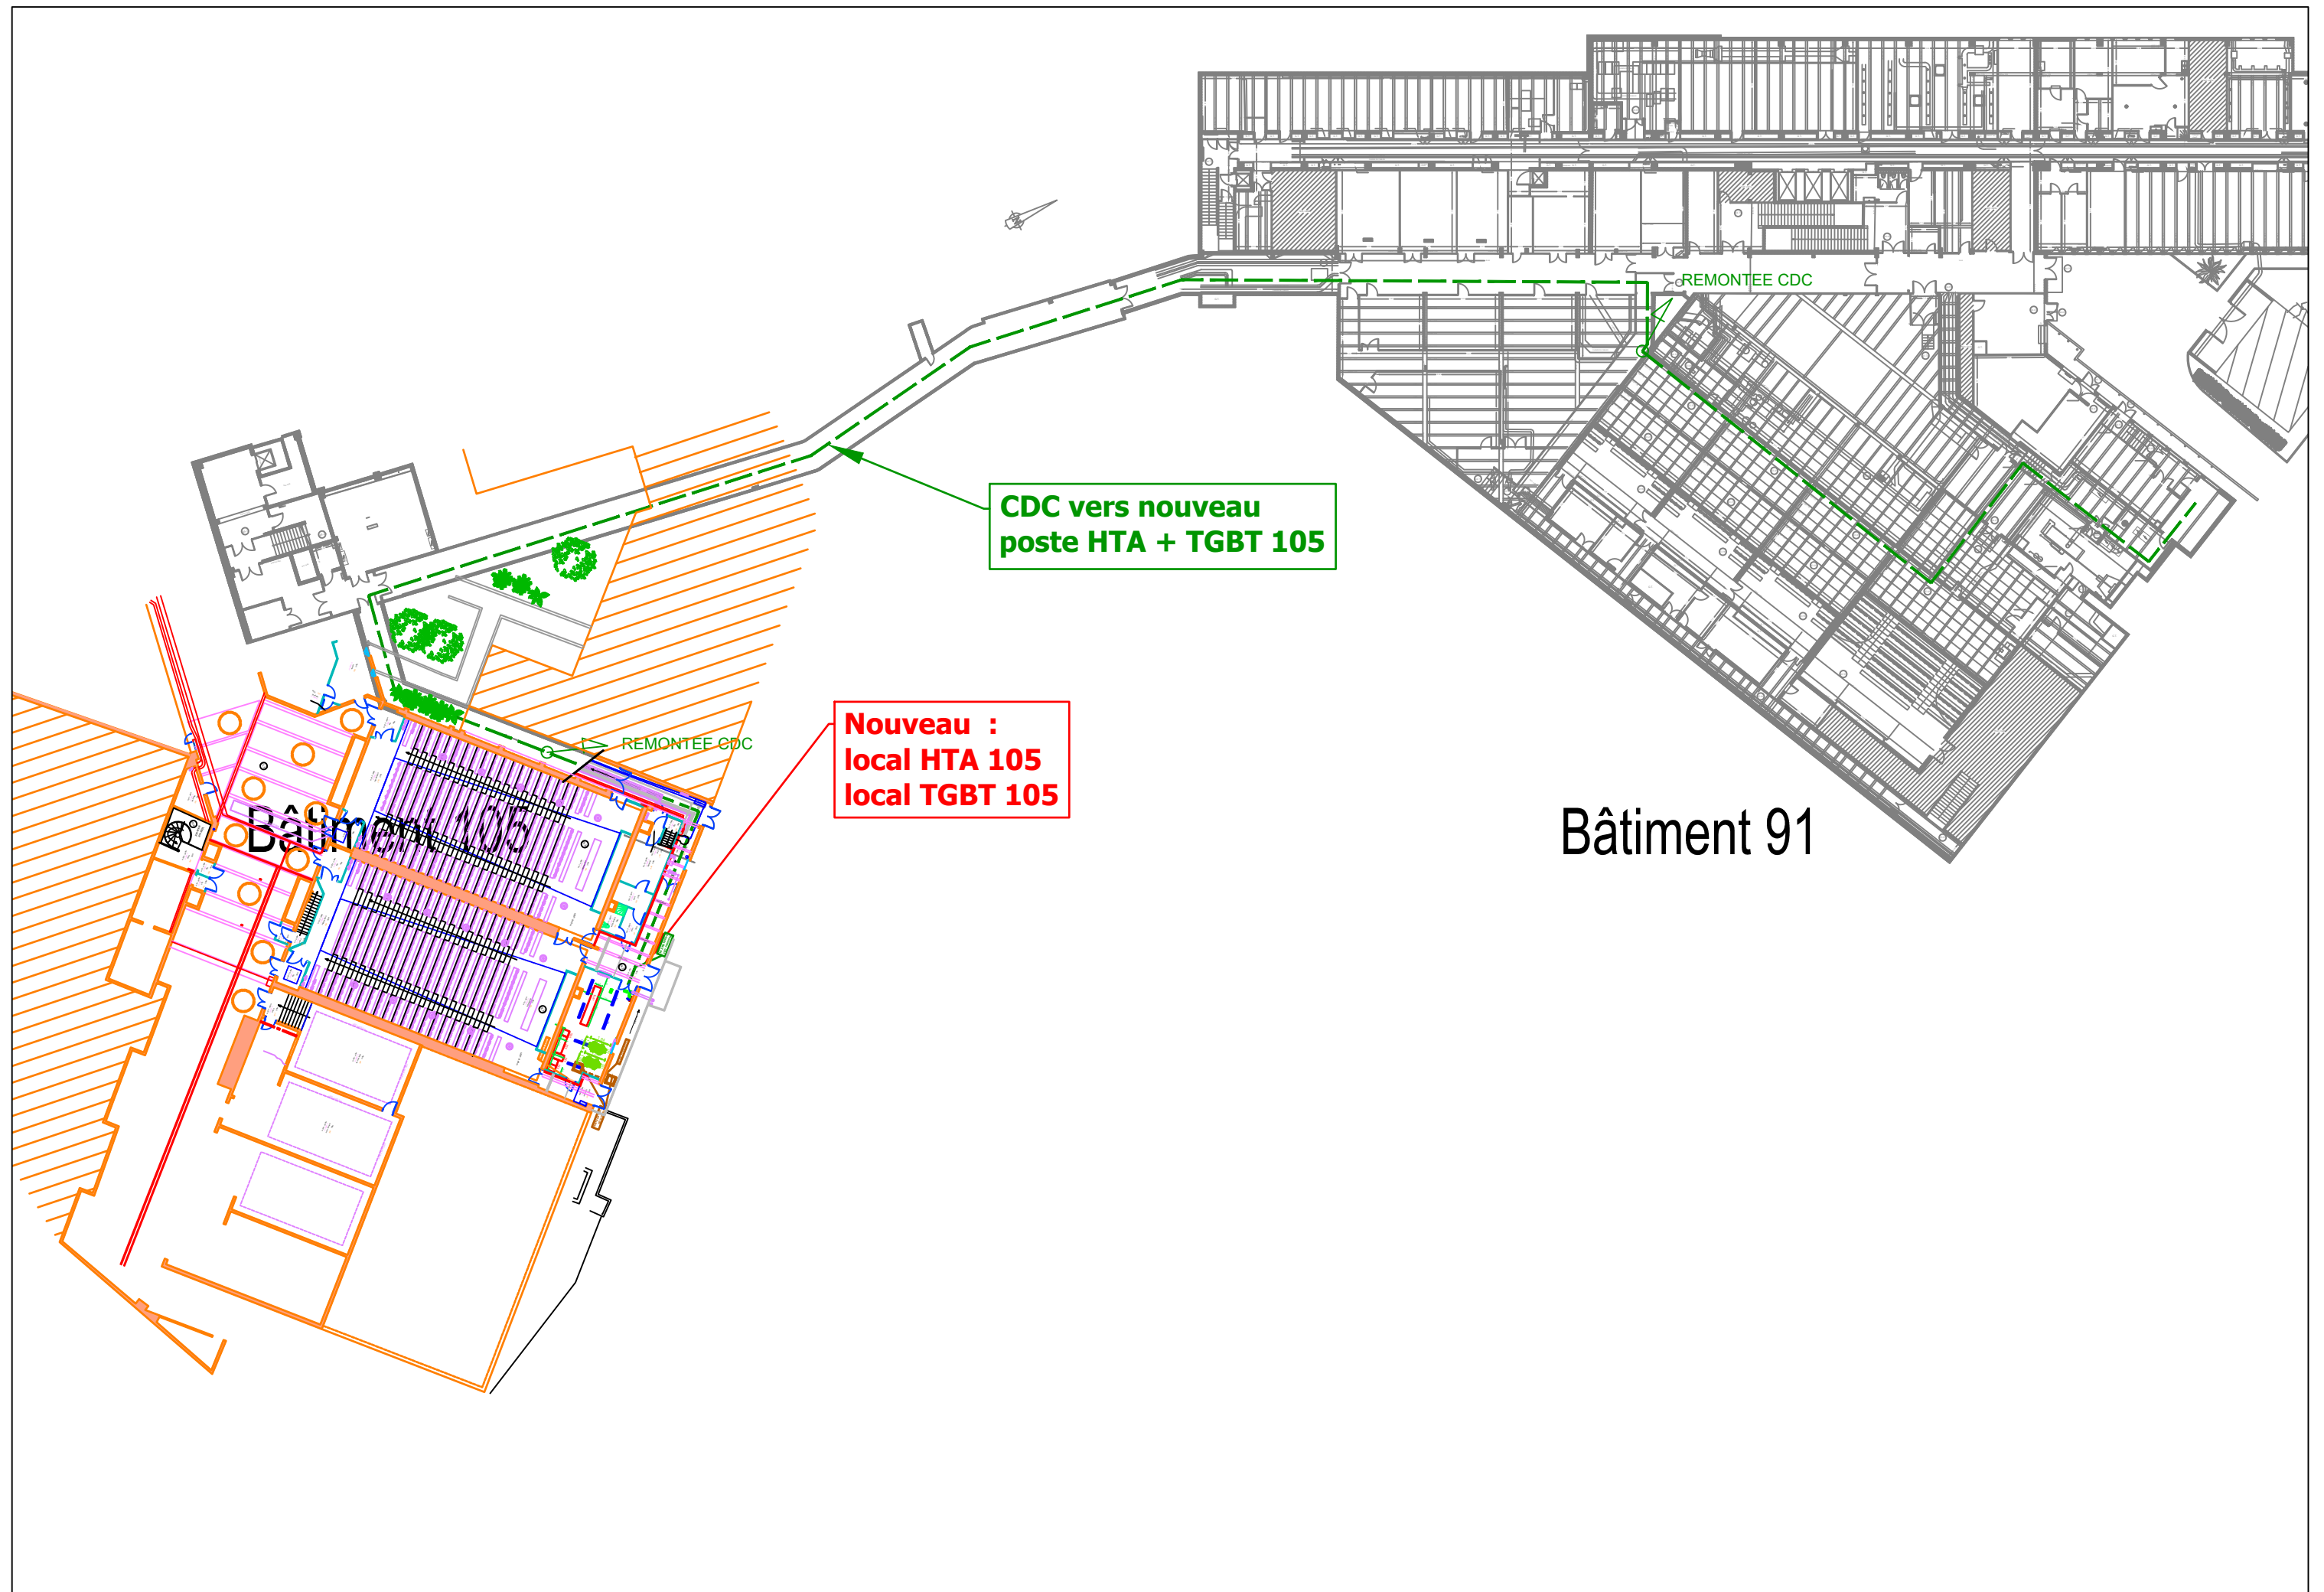 REMONTEE CDC
CDC vers nouveau
poste HTA + TGBT 105
Nouveau :
local HTA 105
local TGBT 105
REMONTEE CDC
Bâtiment 105
Bâtiment 91